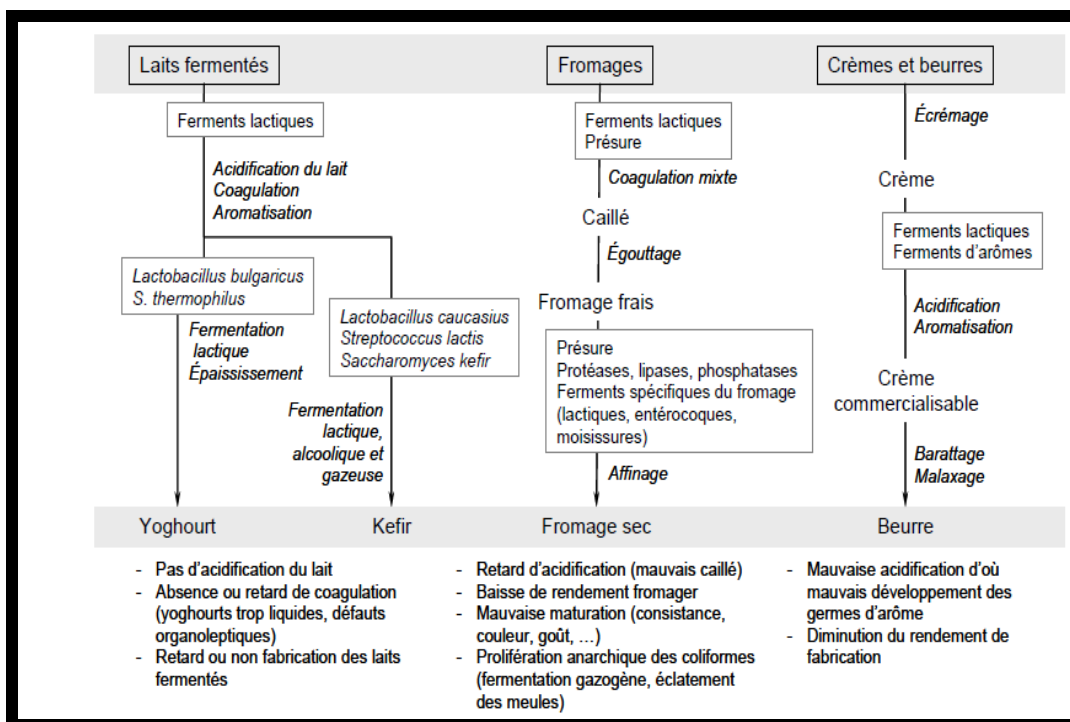 Laits fermentés
Fromages
Crèmes et beurres
Ferments lactiques
Acidification du lait
Coagulation
Aromatisation
Lactobacillus bulgaricus
S. thermophilus
Fermentation
lactique
Épaississement
Lactobacillus caucasius
Streptococcus lactis
Saccharomyces kefir
Fermentation
lactique,
alcoolique et
gazeuse
Ferments lactiques
Présure
Coagulation mixte
Caillé
Égouttage
Fromage frais
Présure
Protéases, lipases, phosphatases
Ferments spécifiques du fromage
(lactiques, entérocoques,
moisissures)
Affinage
Écrémage
Crème
Ferments lactiques
Ferments d'arômes
Acidification
Aromatisation
Crème
commercialisable
Barattage
Malaxage
Yoghourt
Kefir
Fromage sec
Beurre
- Pas d'acidification du lait
- Absence ou retard de coagulation
(yoghourts trop liquides, défauts
organoleptiques)
- Retard ou non fabrication des laits
fermentés
- Retard d'acidification (mauvais caillé)
- Baisse de rendement fromager
- Mauvaise maturation (consistance,
couleur, goût, …)
- Prolifération anarchique des coliformes
(fermentation gazogène, éclatement
des meules)
- Mauvaise acidification d'où
mauvais développement des
germes d'arôme
- Diminution du rendement de
fabrication